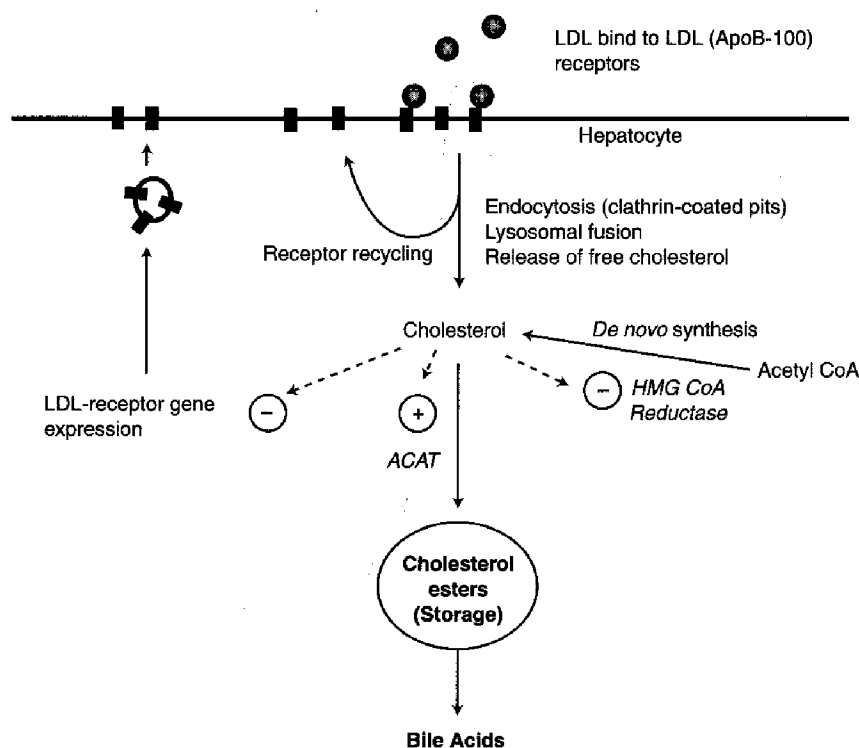 LDL bind to LDL (ApoB-100)
receptors
Hepatocyte
Endocytosis (clathrin-coated pits)
Lysosomal fusion
Release of free cholesterol
Receptor recycling
Cholesterol
De novo synthesis
Acetyl CoA
LDL-receptor gene
expression
−
+
ACAT
−
HMG CoA
Reductase
Cholesterol
esters
(Storage)
Bile Acids